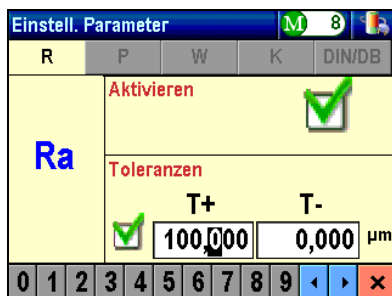 Einstell. Parameter M 8
R P W K DIN/DB
Aktivieren
Ra
Toleranzen
T+ T-
100,000 0,000 µm
0 1 2 3 4 5 6 7 8 9